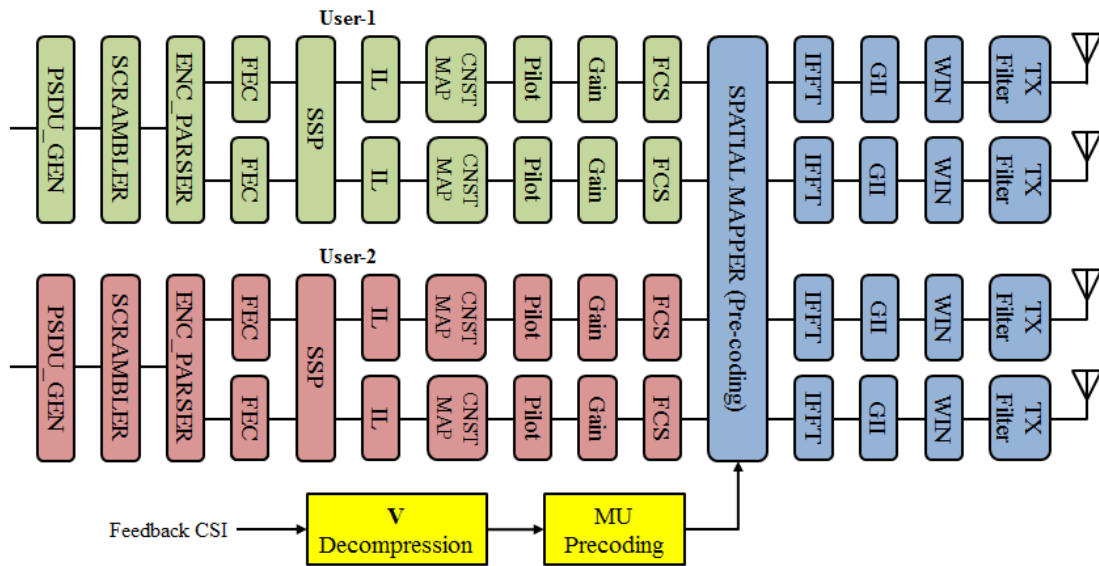 User-1
PSDU_GEN
SCRAMBLER
ENC_PARSER
FEC
FEC
SSP
IL
IL
CNST
MAP
CNST
MAP
Pilot
Pilot
Gain
Gain
FCS
FCS
SPATIAL MAPPER (Pre-coding)
IFFT
IFFT
GII
GII
WIN
WIN
TX
Filter
TX
Filter
User-2
PSDU_GEN
SCRAMBLER
ENC_PARSER
FEC
FEC
SSP
IL
IL
CNST
MAP
CNST
MAP
Pilot
Pilot
Gain
Gain
FCS
FCS
IFFT
IFFT
GII
GII
WIN
WIN
TX
Filter
TX
Filter
Feedback CSI
V
Decompression
MU
Precoding